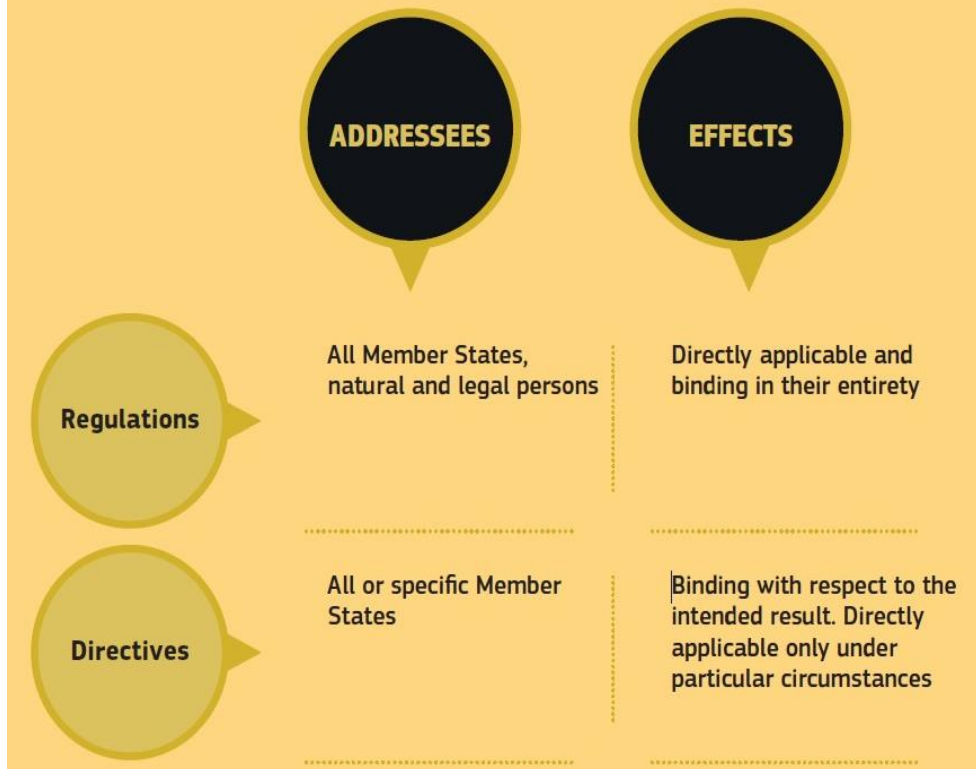 ADDRESSEES
EFFECTS
Regulations
All Member States,
natural and legal persons
Directly applicable and
binding in their entirety
Directives
All or specific Member
States
Binding with respect to the
intended result. Directly
applicable only under
particular circumstances